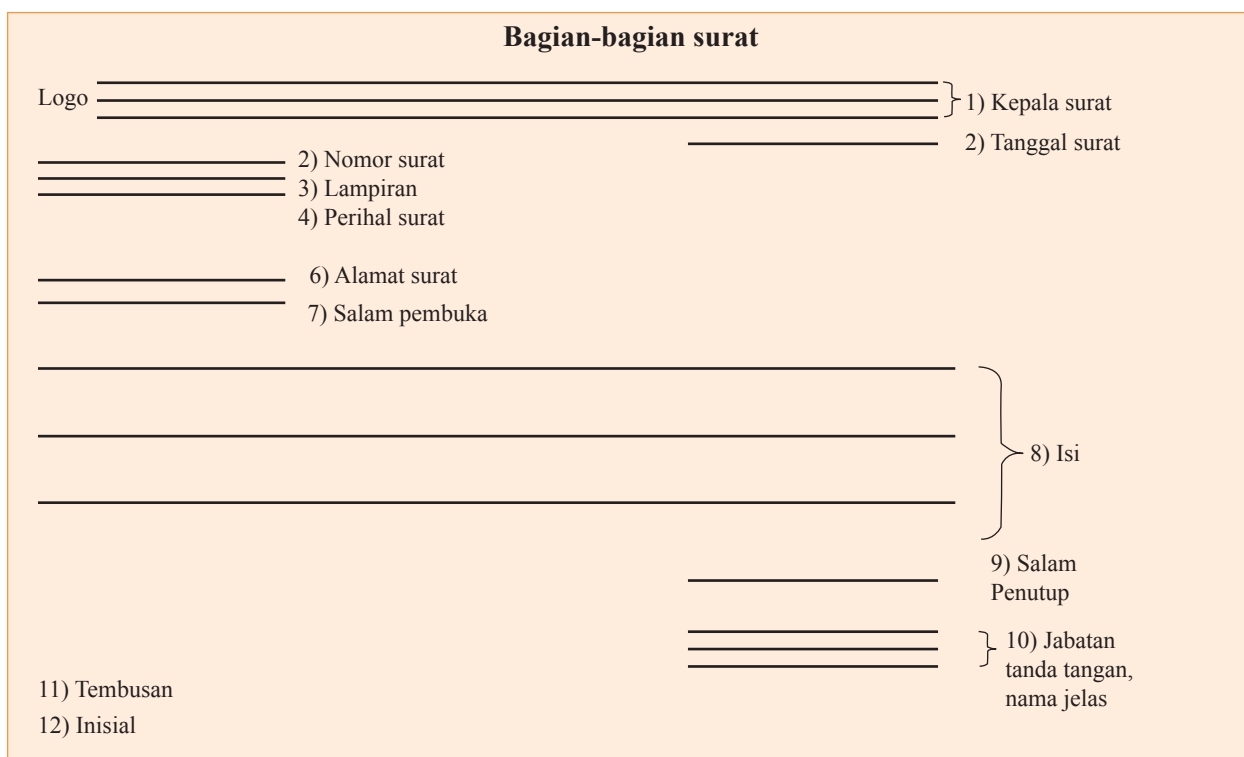 Bagian-bagian surat
Logo
1) Kepala surat
2) Tanggal surat
2) Nomor surat
3) Lampiran
4) Perihal surat
6) Alamat surat
7) Salam pembuka
8) Isi
9) Salam
Penutup
10) Jabatan
tanda tangan,
nama jelas
11) Tembusan
12) Inisial